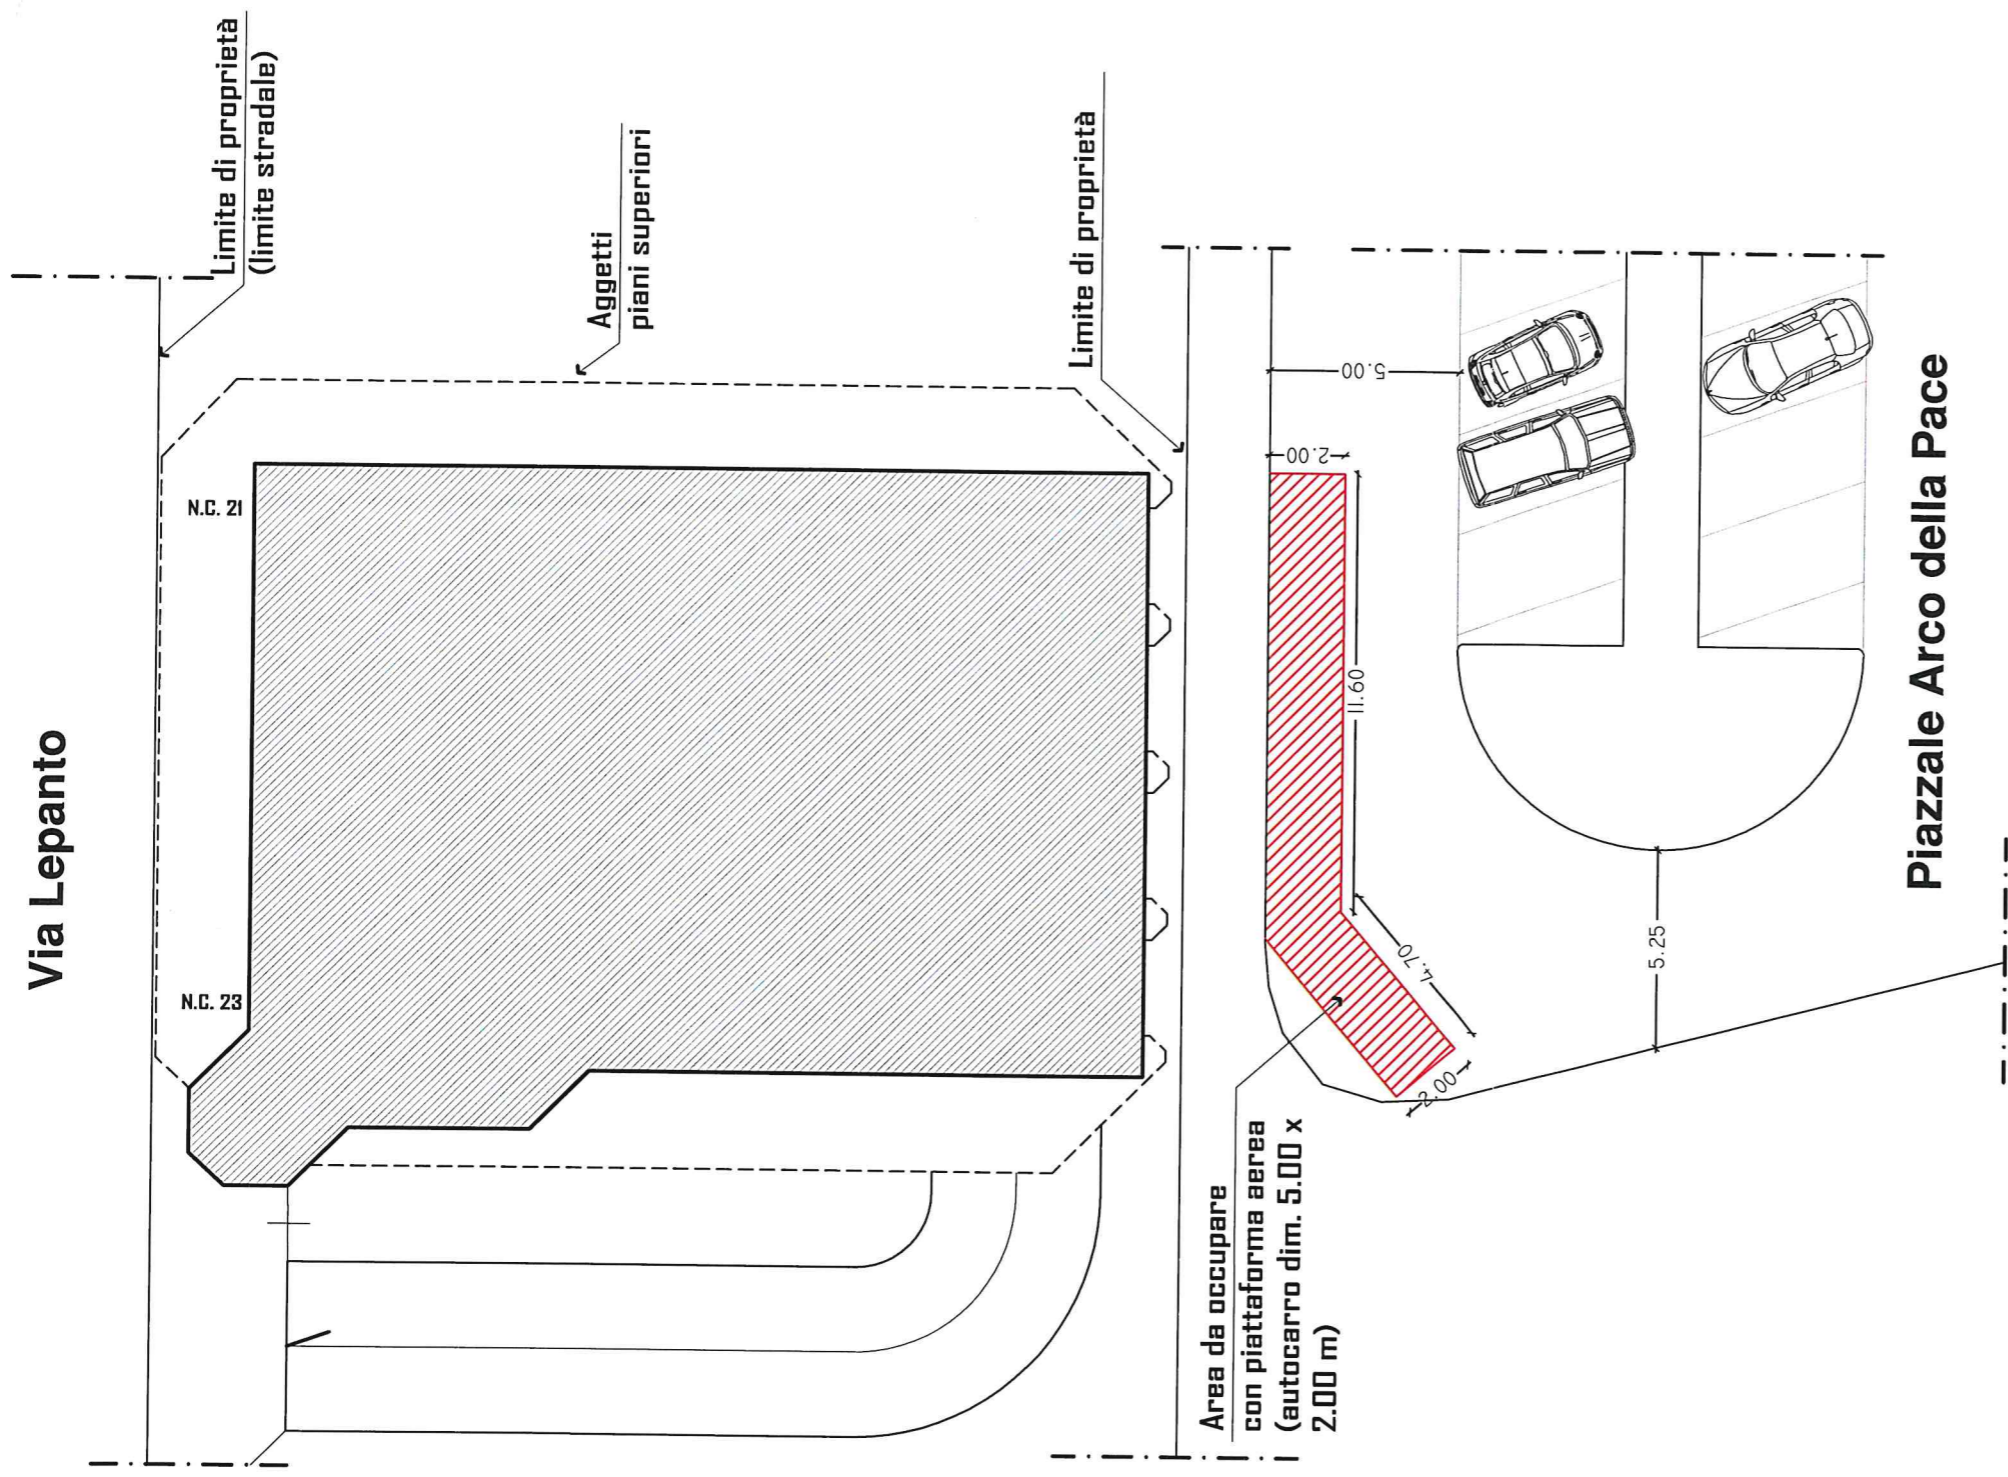 Via Lepanto
Limite di proprietà
(limite stradale)
N.C. 23
N.C. 21
Aggetti
piani superiori
Limite di proprietà
Area da occupare
con piattaforma aerea
(autocarro dim. 5.00 x
2.00 m)
2.00
4.70
11.60
2.00
5.00
5.25
Piazzale Arco della Pace